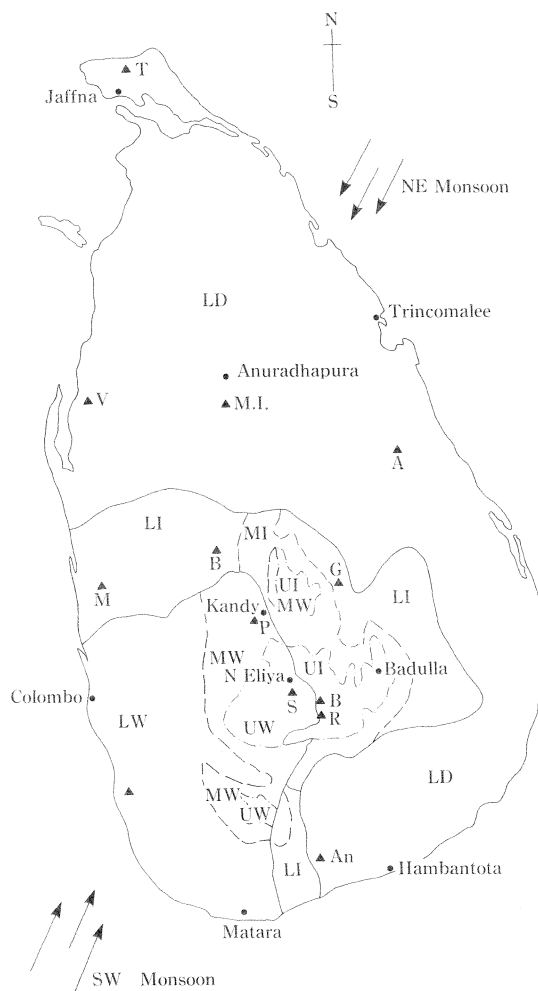 N
S
T
Jaffna
NE Monsoon
LD
Trincomalee
Anuradhapura
V
M.I.
A
LI
MI
B
G
UI
MW
M
LI
Kandy
P
MW
UI
Badulla
N Eliya
Colombo
S
B
LW
R
UW
LD
MW
UW
LI
An
Hambantota
Matara
SW Monsoon